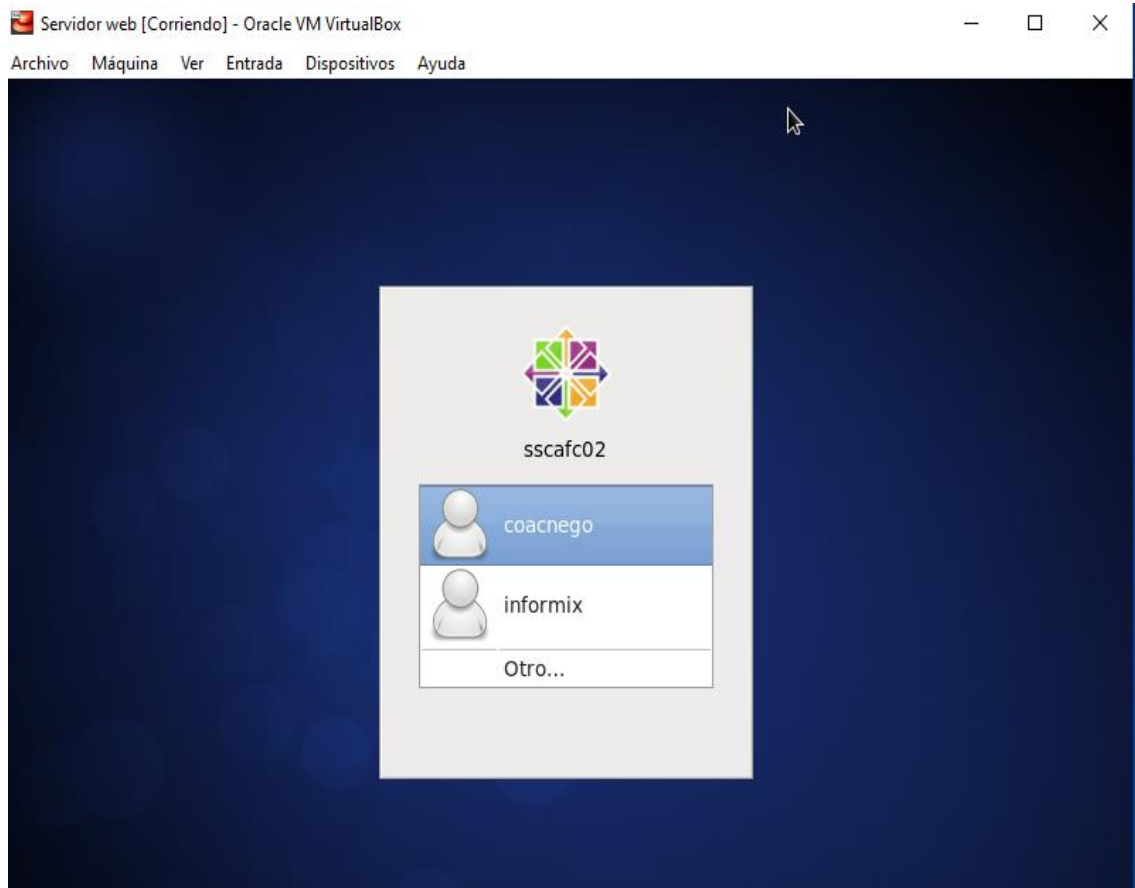 Servidor web [Corriendo] - Oracle VM VirtualBox
Archivo Máquina Ver Entrada Dispositivos Ayuda
sscafc02
coacnego
informix
Otro...